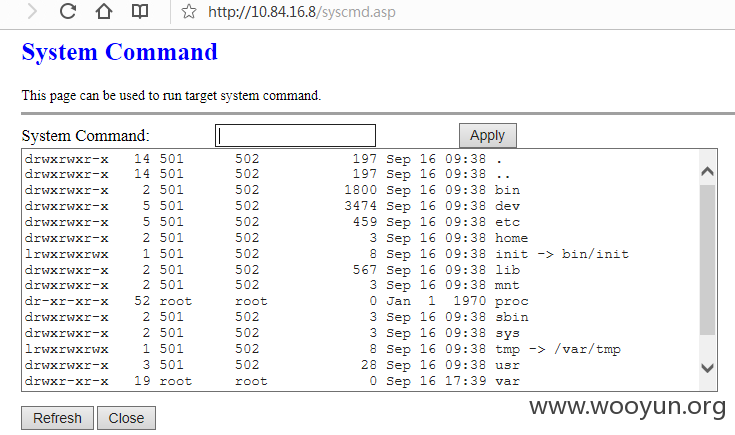 http://10.84.16.8/syscmd.asp
System Command
This page can be used to run target system command.
System Command: Apply
drwxrwxr-x 14 501 502 197 Sep 16 09:38 .
drwxrwxr-x 14 501 502 197 Sep 16 09:38 ..
drwxrwxr-x 2 501 502 1800 Sep 16 09:38 bin
drwxrwxr-x 5 501 502 3474 Sep 16 09:38 dev
drwxrwxr-x 5 501 502 459 Sep 16 09:38 etc
drwxrwxr-x 2 501 502 3 Sep 16 09:38 home
lrwxrwxrwx 1 501 502 8 Sep 16 09:38 init -> bin/init
drwxrwxr-x 2 501 502 567 Sep 16 09:38 lib
drwxrwxr-x 2 501 502 3 Sep 16 09:38 mnt
dr-xr-xr-x 52 root root 0 Jan 1 1970 proc
drwxrwxr-x 2 501 502 3 Sep 16 09:38 sbin
drwxrwxr-x 2 501 502 3 Sep 16 09:38 sys
lrwxrwxrwx 1 501 502 8 Sep 16 09:38 tmp -> /var/tmp
drwxrwxr-x 3 501 502 28 Sep 16 09:38 usr
drwxr-xr-x 19 root root 0 Sep 16 17:39 var
Refresh Close
www.wooyun.org